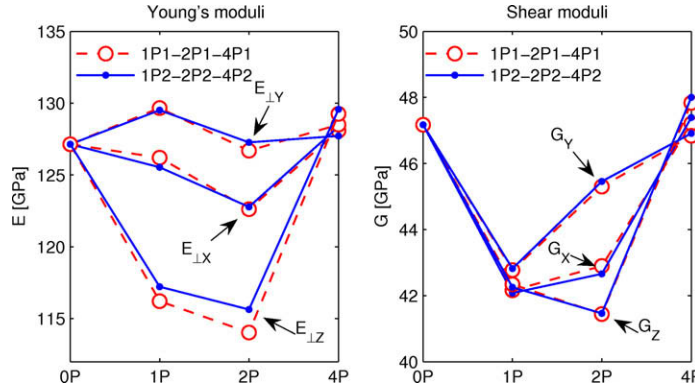 Young's moduli
135
130
125
120
115
E [GPa]
1P1−2P1−4P1
1P2−2P2−4P2
E⊥Y
E⊥X
E⊥Z
0P 1P 2P 4P
Shear moduli
50
48
46
44
42
40
G [GPa]
1P1−2P1−4P1
1P2−2P2−4P2
GY
GX
GZ
0P 1P 2P 4P